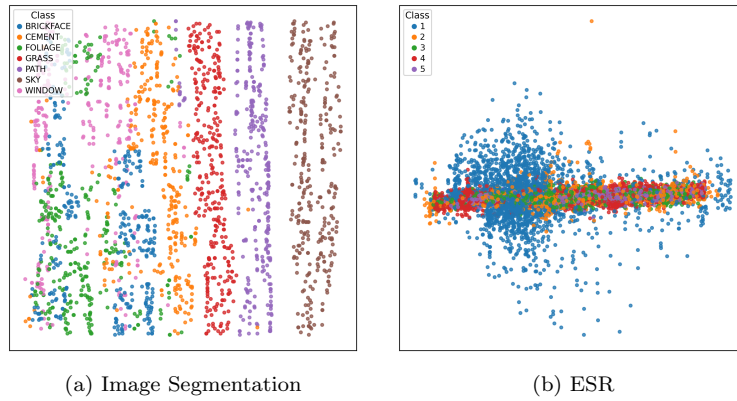 Class
BRICKFACE
CEMENT
FOLIAGE
GRASS
PATH
SKY
WINDOW
Class
1
2
3
4
5
(a) Image Segmentation
(b) ESR